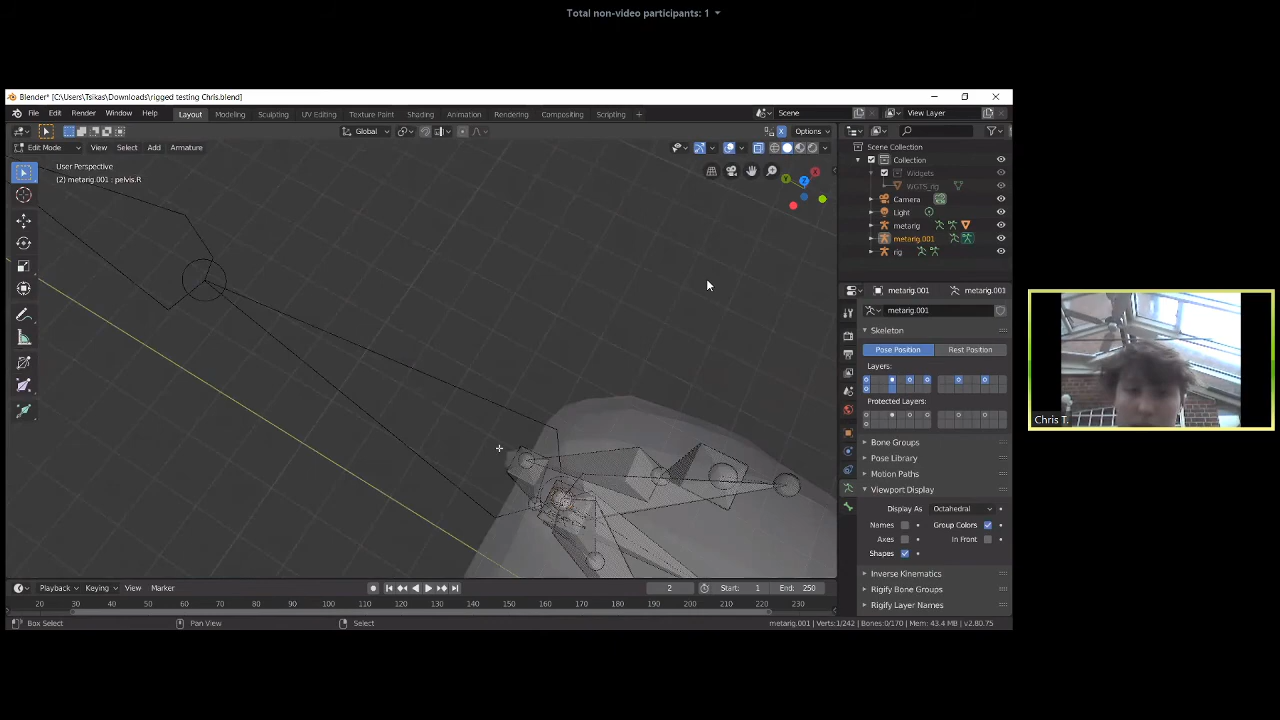 Total non-video participants: 1
Blender* [C:\Users\Tsikas\Downloads\rigged testing Chris.blend]
File Edit Render Window Help Layout Modeling Sculpting UV Editing Texture Paint Shading Animation Rendering Compositing Scripting + Scene View Layer
Global Options
Edit Mode View Select Add Armature
User Perspective
(2) metarig.001 : pelvis.R
Scene Collection
Collection
Widgets
WGTS_rig
Camera
Light
metarig
metarig.001
rig
metarig.001 metarig.001
metarig.001
Skeleton
Pose Position Rest Position
Layers:
Protected Layers:
Bone Groups
Pose Library
Motion Paths
Viewport Display
Display As Octahedral
Names Group Colors
Axes In Front
Shapes
Inverse Kinematics
Rigify Bone Groups
Rigify Layer Names
Chris T.
Playback Keying View Marker 2 Start: 1 End: 250
20 30 40 50 60 70 80 90 100 110 120 130 140 150 160 170 180 190 200 210 220 230
Box Select Pan View Select metarig.001 | Verts:1/242 | Bones:0/170 | Mem: 43.4 MB | v2.80.75
X
Y
Z